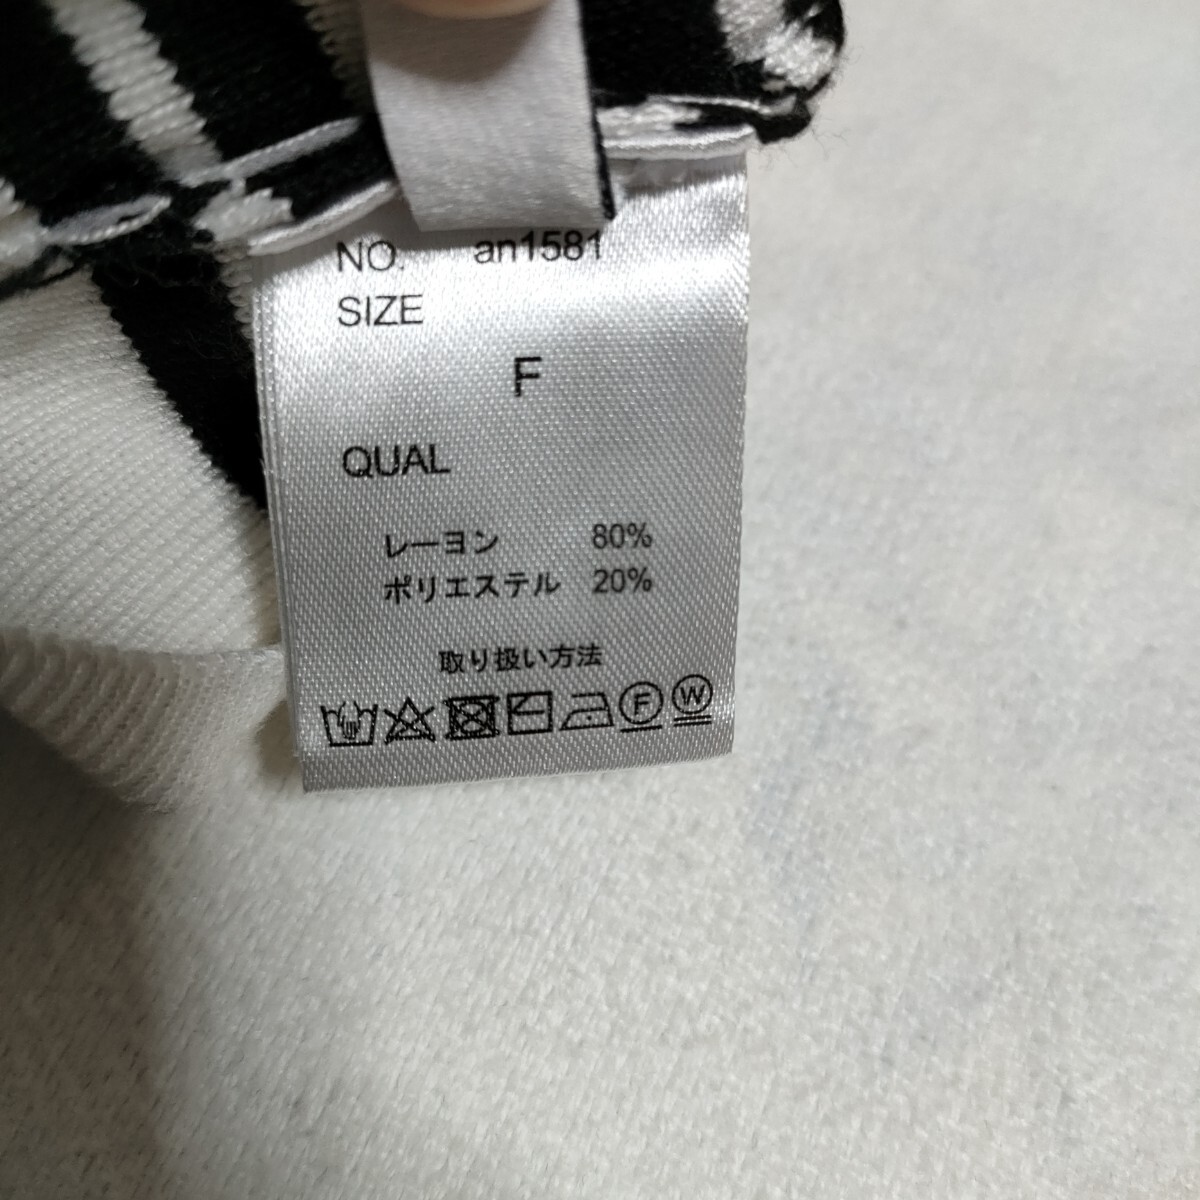 NO. an1581
SIZE
F
QUAL
レーヨン 80%
ポリエステル 20%
取り扱い方法
F W